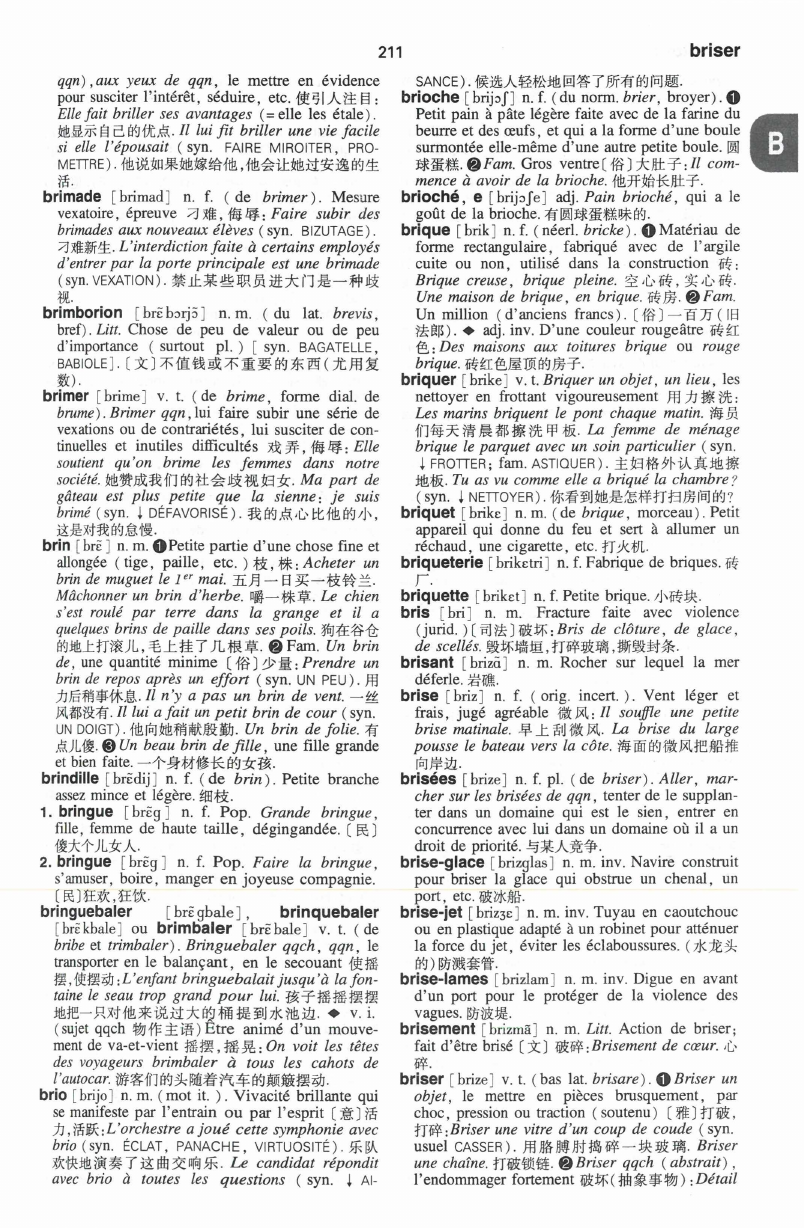 211
briser
qqn), aux yeux de qqn, le mettre en évidence
pour susciter l'intérêt, séduire, etc. 使引人注目:
Elle fait briller ses avantages (= elle les étale).
她显示自己的优点. Il lui fit briller une vie facile
si elle l'épousait ( syn. FAIRE MIROITER, PRO-
METTRE). 他说如果她嫁给他,他会让她过安逸的生
活.
brimade [brimad] n. f. ( de brimer). Mesure
vexatoire, épreuve 刁难,侮辱: Faire subir des
brimades aux nouveaux élèves (syn. BIZUTAGE).
刁难新生. L'interdiction faite à certains employés
d'entrer par la porte principale est une brimade
(syn. VEXATION). 禁止某些职员进大门是一种歧
视.
brimborion [brɛ̃bɔrjɔ̃] n. m. ( du lat. brevis,
bref). Litt. Chose de peu de valeur ou de peu
d'importance ( surtout pl. ) [ syn. BAGATELLE,
BABIOLE]. [文]不值钱或不重要的东西(尤用复
数).
brimer [brime] v. t. (de brime, forme dial. de
brume). Brimer qqn, lui faire subir une série de
vexations ou de contrariétés, lui susciter de con-
tinuelles et inutiles difficultés 戏弄,侮辱: Elle
soutient qu'on brime les femmes dans notre
société. 她赞成我们的社会歧视妇女. Ma part de
gâteau est plus petite que la sienne: je suis
brimé (syn. ↓ DÉFAVORISÉ). 我的点心比他的小,
这是对我的怠慢.
brin [brɛ̃] n. m. ❶Petite partie d'une chose fine et
allongée (tige, paille, etc. ) 枝,株: Acheter un
brin de muguet le 1er mai. 五月一日买一枝铃兰.
Mâchonner un brin d'herbe. 嚼一株草. Le chien
s'est roulé par terre dans la grange et il a
quelques brins de paille dans ses poils. 狗在谷仓
的地上打滚儿,毛上挂了几根草. ❷ Fam. Un brin
de, une quantité minime [俗]少量: Prendre un
brin de repos après un effort (syn. UN PEU). 用
力后稍事休息. Il n'y a pas un brin de vent. 一丝
风都没有. Il lui a fait un petit brin de cour (syn.
UN DOIGT). 他向她稍献殷勤. Un brin de folie. 有
点儿傻. ❸ Un beau brin de fille, une fille grande
et bien faite. 一个身材修长的女孩.
brindille [brɛ̃dij] n. f. (de brin). Petite branche
assez mince et légère. 细枝.
1. bringue [brɛ̃g] n. f. Pop. Grande bringue,
fille, femme de haute taille, dégingandée. [民]
傻大个儿女人.
2. bringue [brɛ̃g] n. f. Pop. Faire la bringue,
s'amuser, boire, manger en joyeuse compagnie.
[民]狂欢,狂饮.
bringuebaler [brɛ̃gbale], brinquebaler
[brɛ̃kbale] ou brimbaler [brɛ̃bale] v. t. ( de
bribe et trimbaler). Bringuebaler qqch, qqn, le
transporter en le balançant, en le secouant 使摇
摆,使摆动: L'enfant bringuebalait jusqu'à la fon-
taine le seau trop grand pour lui. 孩子摇摇摆摆
地把一只对他来说过大的桶提到水池边. ◆ v. i.
(sujet qqch 物作主语) Être animé d'un mouve-
ment de va-et-vient 摇摆,摇晃: On voit les têtes
des voyageurs brimbaler à tous les cahots de
l'autocar. 游客们的头随着汽车的颠簸摆动.
brio [brijo] n. m. (mot it. ). Vivacité brillante qui
se manifeste par l'entrain ou par l'esprit [意]活
力,活跃: L'orchestre a joué cette symphonie avec
brio (syn. ÉCLAT, PANACHE, VIRTUOSITÉ). 乐队
欢快地演奏了这曲交响乐. Le candidat répondit
avec brio à toutes les questions ( syn. ↓ AI-
SANCE). 候选人轻松地回答了所有的问题.
brioche [brijɔʃ] n. f. (du norm. brier, broyer). ❶
Petit pain à pâte légère faite avec de la farine du
beurre et des œufs, et qui a la forme d'une boule
surmontée elle-même d'une autre petite boule. 圆
球蛋糕. ❷ Fam. Gros ventre[俗]大肚子: Il com-
mence à avoir de la brioche. 他开始长肚子.
brioché, e [brijɔʃe] adj. Pain brioché, qui a le
goût de la brioche. 有圆球蛋糕味的.
brique [brik] n. f. (néerl. bricke). ❶Matériau de
forme rectangulaire, fabriqué avec de l'argile
cuite ou non, utilisé dans la construction 砖:
Brique creuse, brique pleine. 空心砖,实心砖.
Une maison de brique, en brique. 砖房. ❷ Fam.
Un million (d'anciens francs). [俗]一百万(旧
法郎). ◆ adj. inv. D'une couleur rougeâtre 砖红
色: Des maisons aux toitures brique ou rouge
brique. 砖红色屋顶的房子.
briquer [brike] v. t. Briquer un objet, un lieu, les
nettoyer en frottant vigoureusement 用力擦洗:
Les marins briquent le pont chaque matin. 海员
们每天清晨都擦洗甲板. La femme de ménage
brique le parquet avec un soin particulier (syn.
↓ FROTTER; fam. ASTIQUER). 主妇格外认真地擦
地板. Tu as vu comme elle a briqué la chambre?
(syn. ↓ NETTOYER). 你看到她是怎样打扫房间的?
briquet [brikɛ] n. m. (de brique, morceau). Petit
appareil qui donne du feu et sert à allumer un
réchaud, une cigarette, etc. 打火机.
briqueterie [brikɛtri] n. f. Fabrique de briques. 砖
厂.
briquette [brikɛt] n. f. Petite brique. 小砖块.
bris [bri] n. m. Fracture faite avec violence
(jurid. )[司法]破坏: Bris de clôture, de glace,
de scellés. 毁坏墙垣,打碎玻璃,撕毁封条.
brisant [brizɑ̃] n. m. Rocher sur lequel la mer
déferle. 岩礁.
brise [briz] n. f. (orig. incert. ). Vent léger et
frais, jugé agréable 微风: Il souffle une petite
brise matinale. 早上刮微风. La brise du large
pousse le bateau vers la côte. 海面的微风把船推
向岸边.
brisées [brize] n. f. pl. (de briser). Aller, mar-
cher sur les brisées de qqn, tenter de le supplan-
ter dans un domaine qui est le sien, entrer en
concurrence avec lui dans un domaine où il a un
droit de priorité. 与某人竞争.
brise-glace [brizglas] n. m. inv. Navire construit
pour briser la glace qui obstrue un chenal, un
port, etc. 破冰船.
brise-jet [brizʒɛ] n. m. inv. Tuyau en caoutchouc
ou en plastique adapté à un robinet pour atténuer
la force du jet, éviter les éclaboussures. (水龙头
的)防溅套管.
brise-lames [brizlam] n. m. inv. Digue en avant
d'un port pour le protéger de la violence des
vagues. 防波堤.
brisement [brizmɑ̃] n. m. Litt. Action de briser;
fait d'être brisé [文] 破碎: Brisement de cœur. 心
碎.
briser [brize] v. t. (bas lat. brisare). ❶ Briser un
objet, le mettre en pièces brusquement, par
choc, pression ou traction (soutenu) [雅]打破,
打碎: Briser une vitre d'un coup de coude (syn.
usuel CASSER). 用胳膊肘捣碎一块玻璃. Briser
une chaîne. 打破锁链. ❷ Briser qqch (abstrait),
l'endommager fortement 破坏(抽象事物): Détail
B